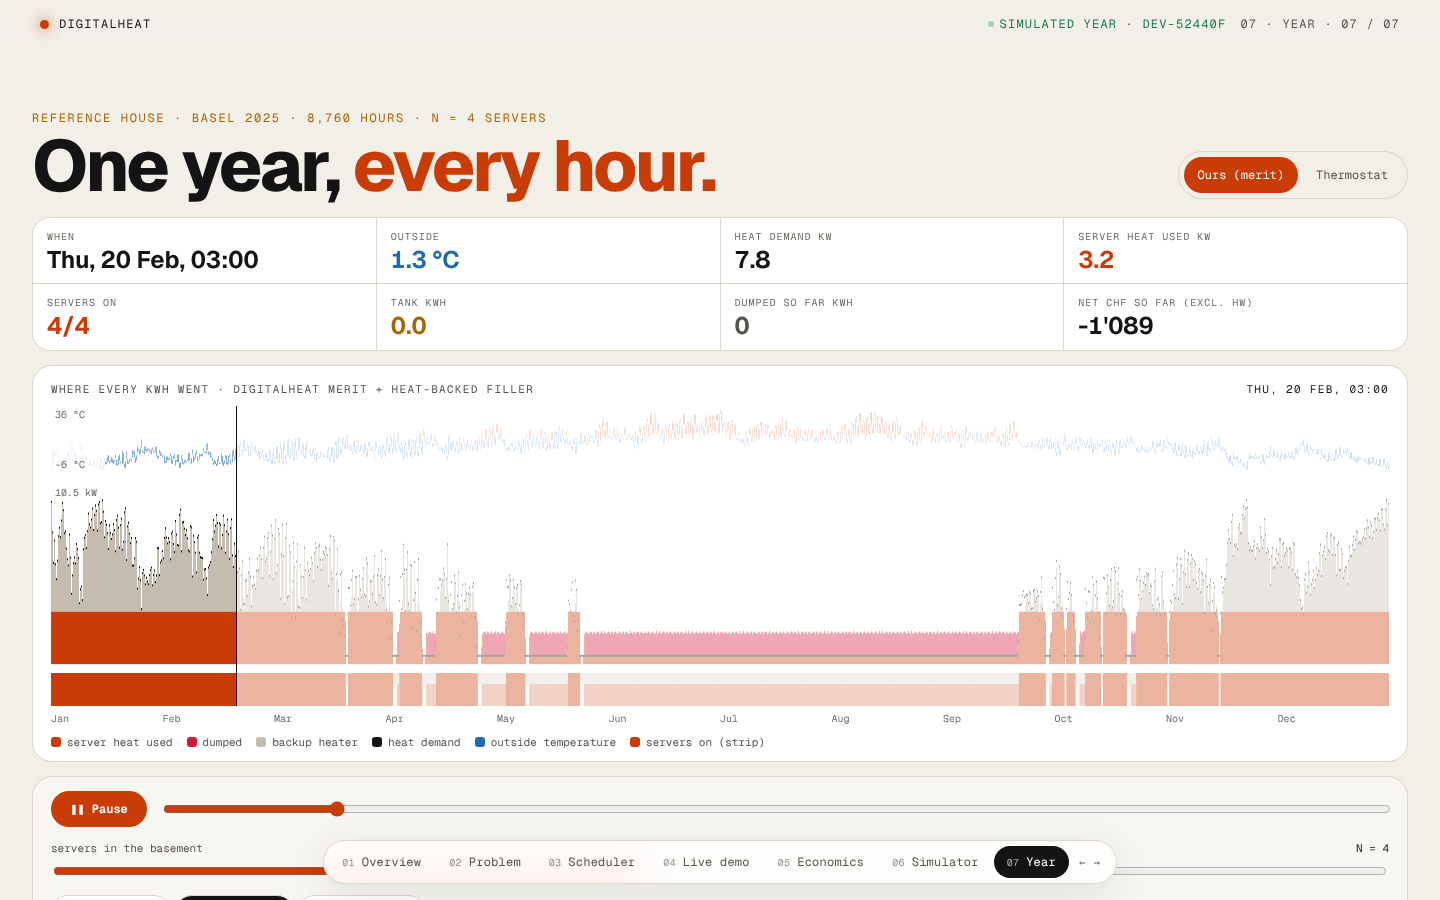 DIGITALHEAT
SIMULATED YEAR · DEV-52440F 07 · YEAR · 07 / 07
REFERENCE HOUSE · BASEL 2025 · 8,760 HOURS · N = 4 SERVERS
One year, every hour.
Ours (merit) Thermostat
WHEN
Thu, 20 Feb, 03:00
OUTSIDE
1.3 °C
HEAT DEMAND KW
7.8
SERVER HEAT USED KW
3.2
SERVERS ON
4/4
TANK KWH
0.0
DUMPED SO FAR KWH
0
NET CHF SO FAR (EXCL. HW)
-1'089
WHERE EVERY KWH WENT · DIGITALHEAT MERIT + HEAT-BACKED FILLER
THU, 20 FEB, 03:00
36 °C
-6 °C
10.5 kW
Jan Feb Mar Apr May Jun Jul Aug Sep Oct Nov Dec
server heat used dumped backup heater heat demand outside temperature servers on (strip)
Pause
servers in the basement
N = 4
01 Overview 02 Problem 03 Scheduler 04 Live demo 05 Economics 06 Simulator 07 Year ← →